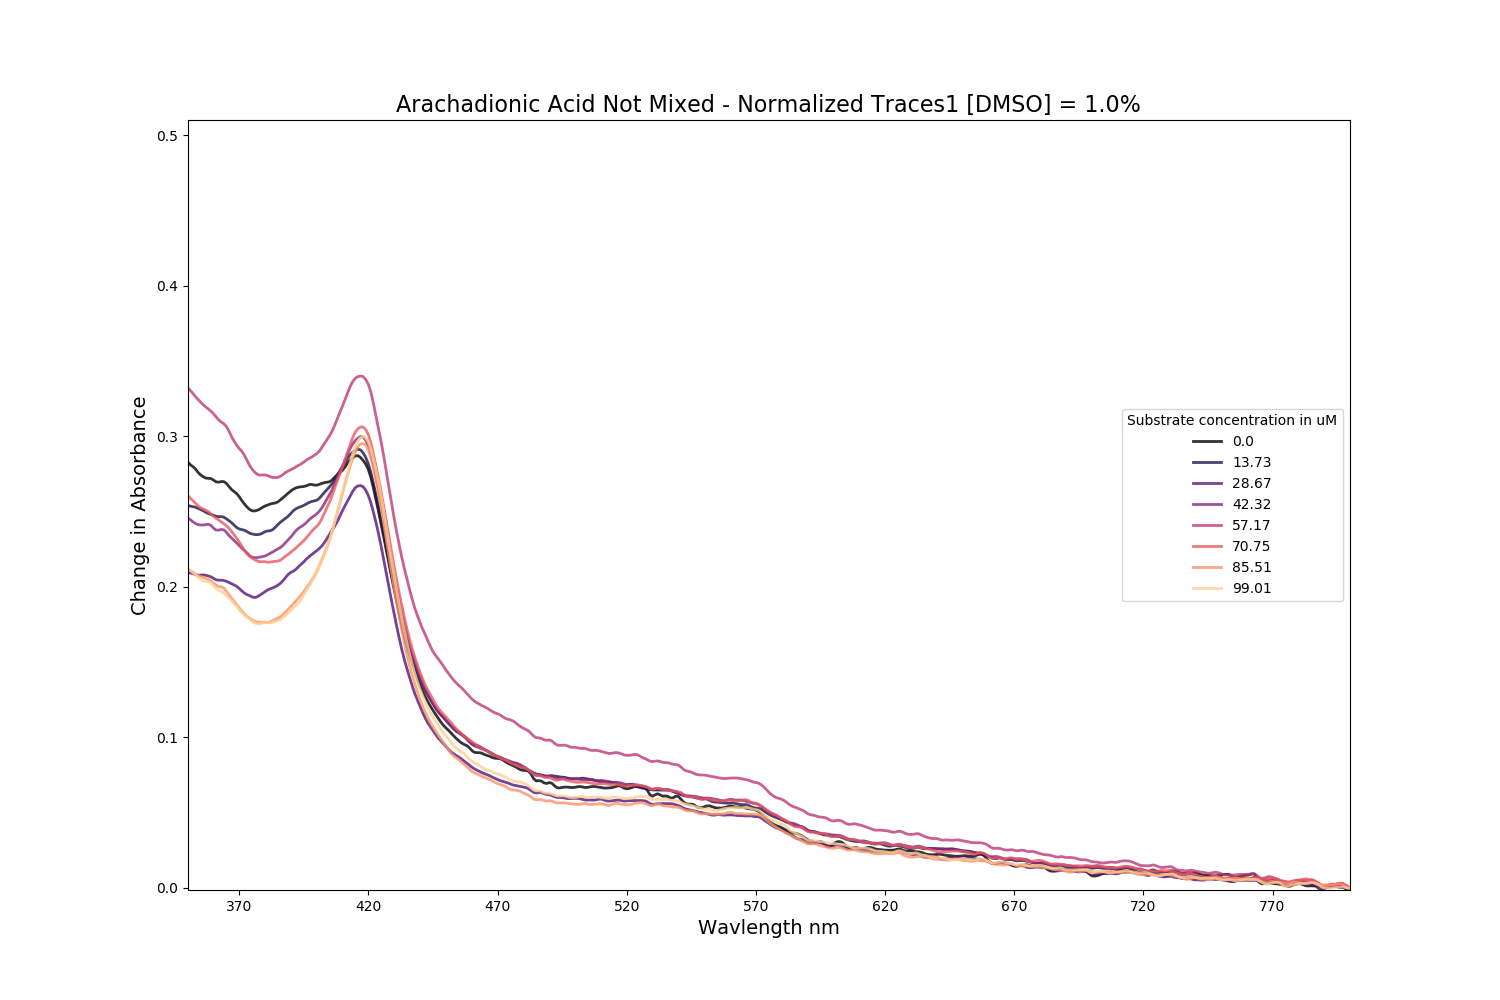 Arachadionic Acid Not Mixed - Normalized Traces1 [DMSO] = 1.0%
Change in Absorbance
0.5
0.4
0.3
0.2
0.1
0.0
Substrate concentration in uM
0.0
13.73
28.67
42.32
57.17
70.75
85.51
99.01
370 420 470 520 570 620 670 720 770
Wavlength nm